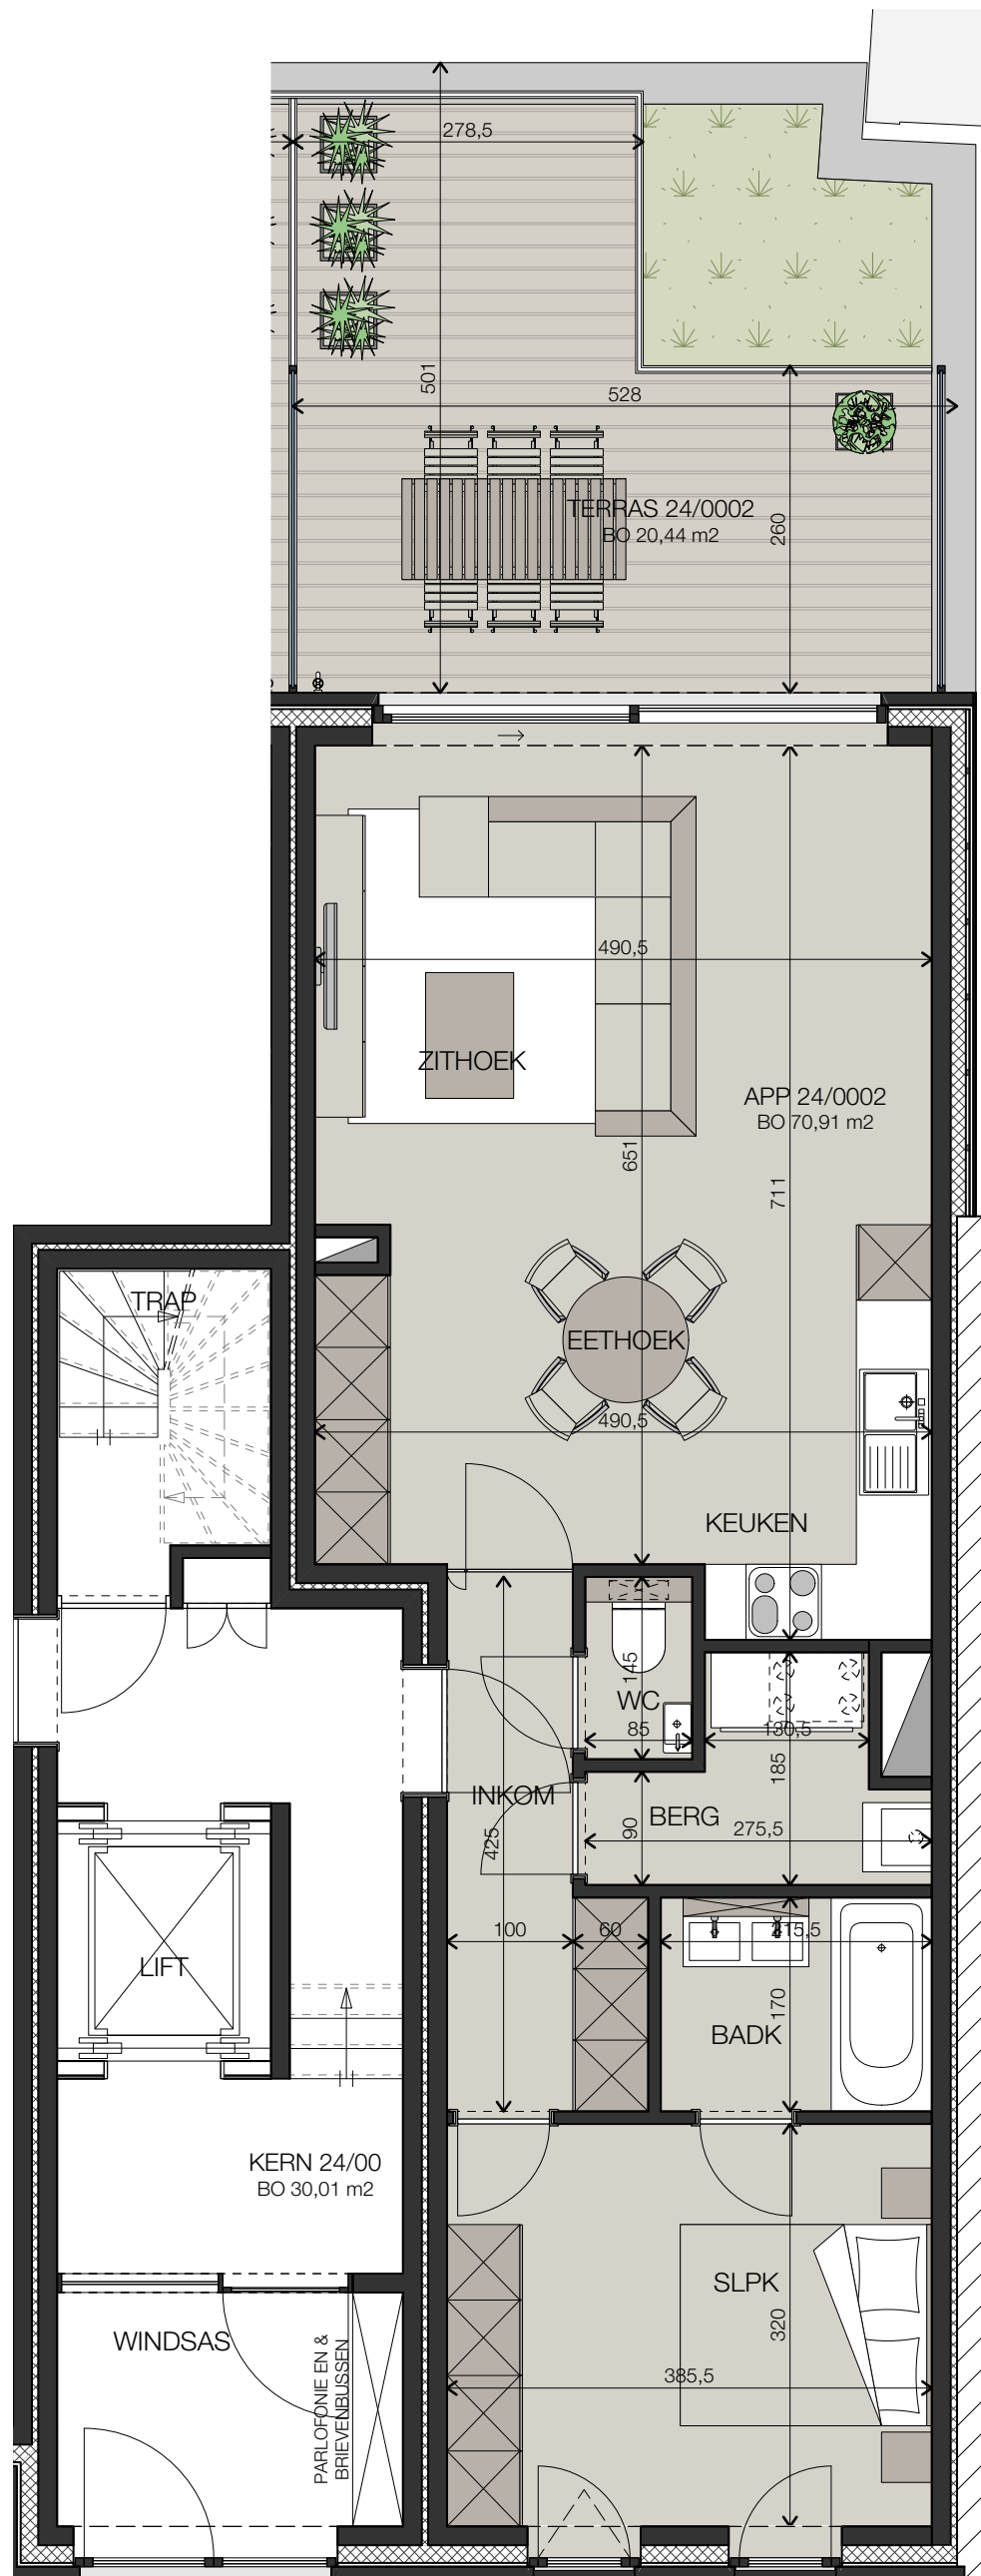 278,5
501
528
TERRAS 24/0002
BO 20,44 m2
260
490,5
ZITHOEK
APP 24/0002
BO 70,91 m2
651
711
TRAP
EETHOEK
490,5
KEUKEN
145
WC
85
130,5
185
INKOM
BERG
90
275,5
425
100
60
215,5
LIFT
170
BADK
KERN 24/00
BO 30,01 m2
SLPK
320
WINDSAS
PARLOFONIE EN &
BRIEVENBUSSEN
385,5